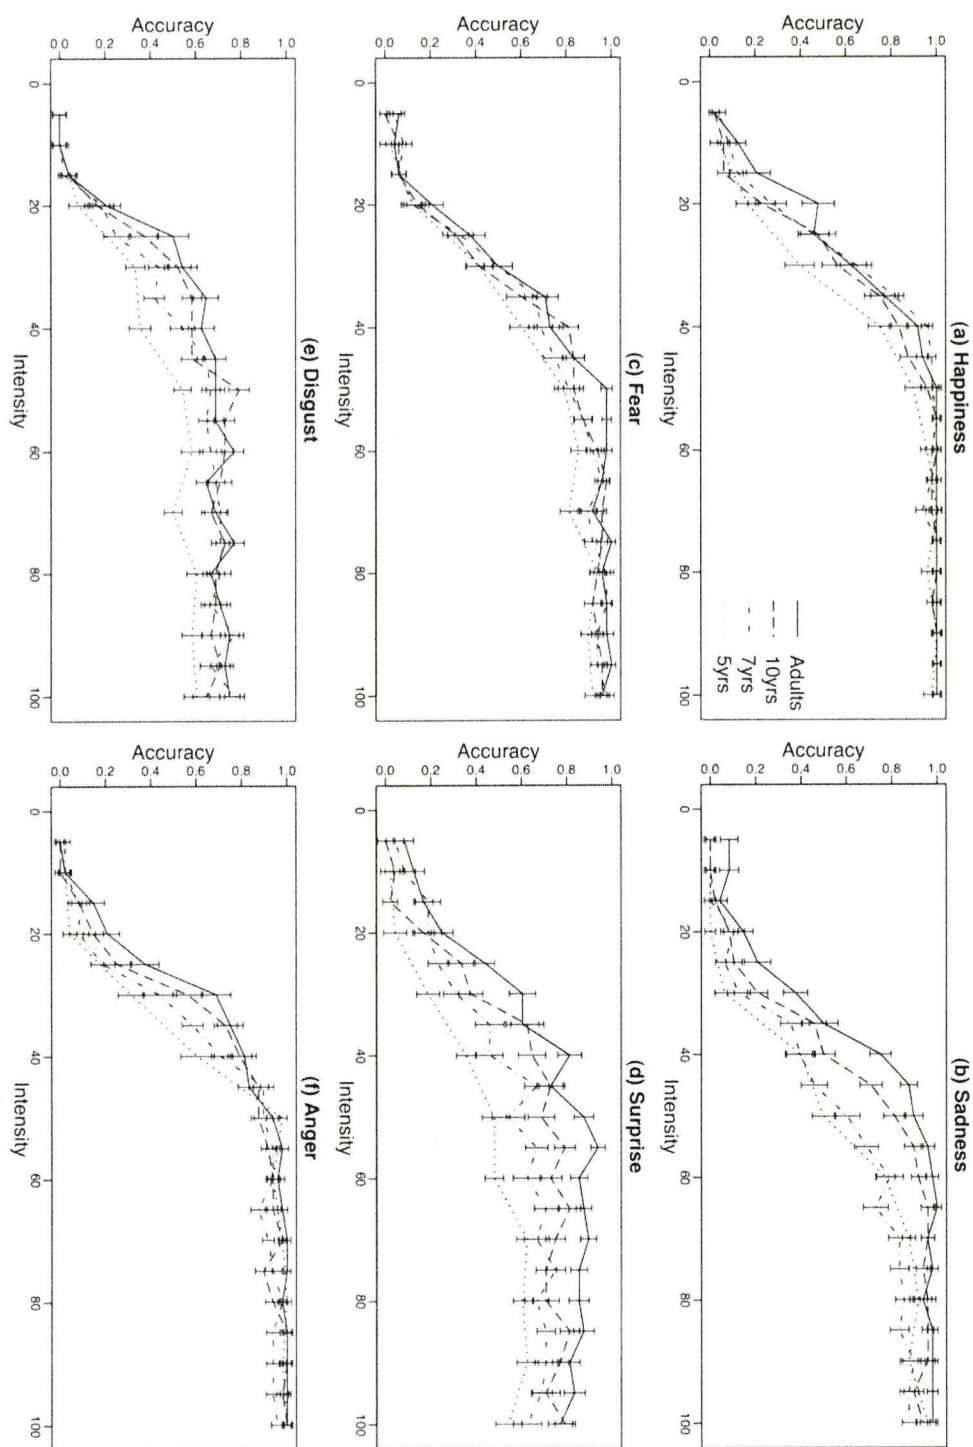 (a) Happiness
Accuracy
0.0 0.2 0.4 0.6 0.8 1.0
0 20 40 60 80 100
Intensity
Adults
10yrs
7yrs
5yrs
(b) Sadness
Accuracy
0.0 0.2 0.4 0.6 0.8 1.0
0 20 40 60 80 100
Intensity
(c) Fear
Accuracy
0.0 0.2 0.4 0.6 0.8 1.0
0 20 40 60 80 100
Intensity
(d) Surprise
Accuracy
0.0 0.2 0.4 0.6 0.8 1.0
0 20 40 60 80 100
Intensity
(e) Disgust
Accuracy
0.0 0.2 0.4 0.6 0.8 1.0
0 20 40 60 80 100
Intensity
(f) Anger
Accuracy
0.0 0.2 0.4 0.6 0.8 1.0
0 20 40 60 80 100
Intensity